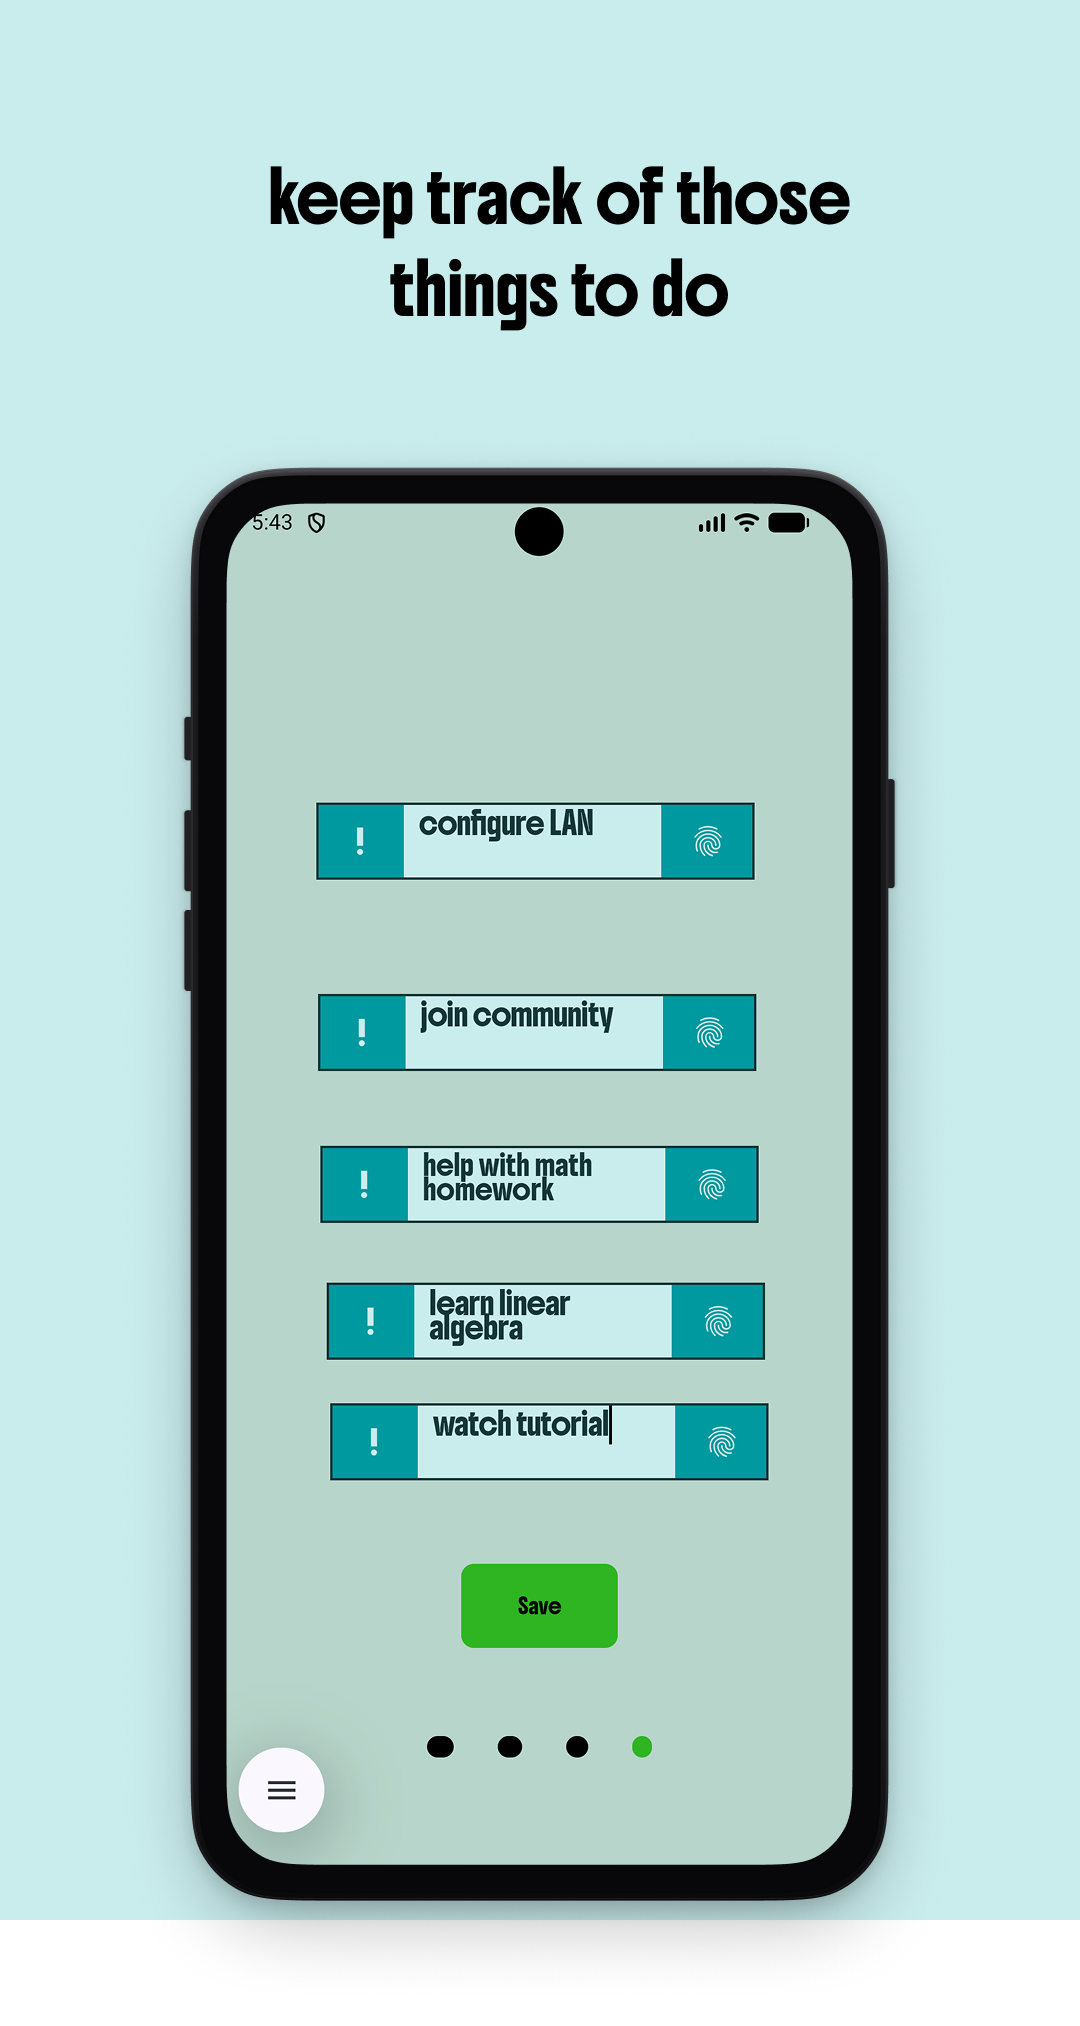 keep track of those
things to do
5:43
! configure LAN
! join community
! help with math
homework
! learn linear
algebra
! watch tutorial
Save